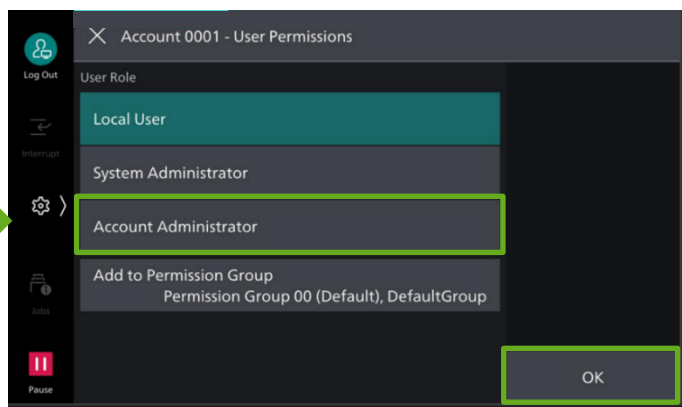 Account 0001 - User Permissions
Log Out
User Role
Local User
Interrupt
System Administrator
Account Administrator
Add to Permission Group
Permission Group 00 (Default), DefaultGroup
Jobs
Pause
OK